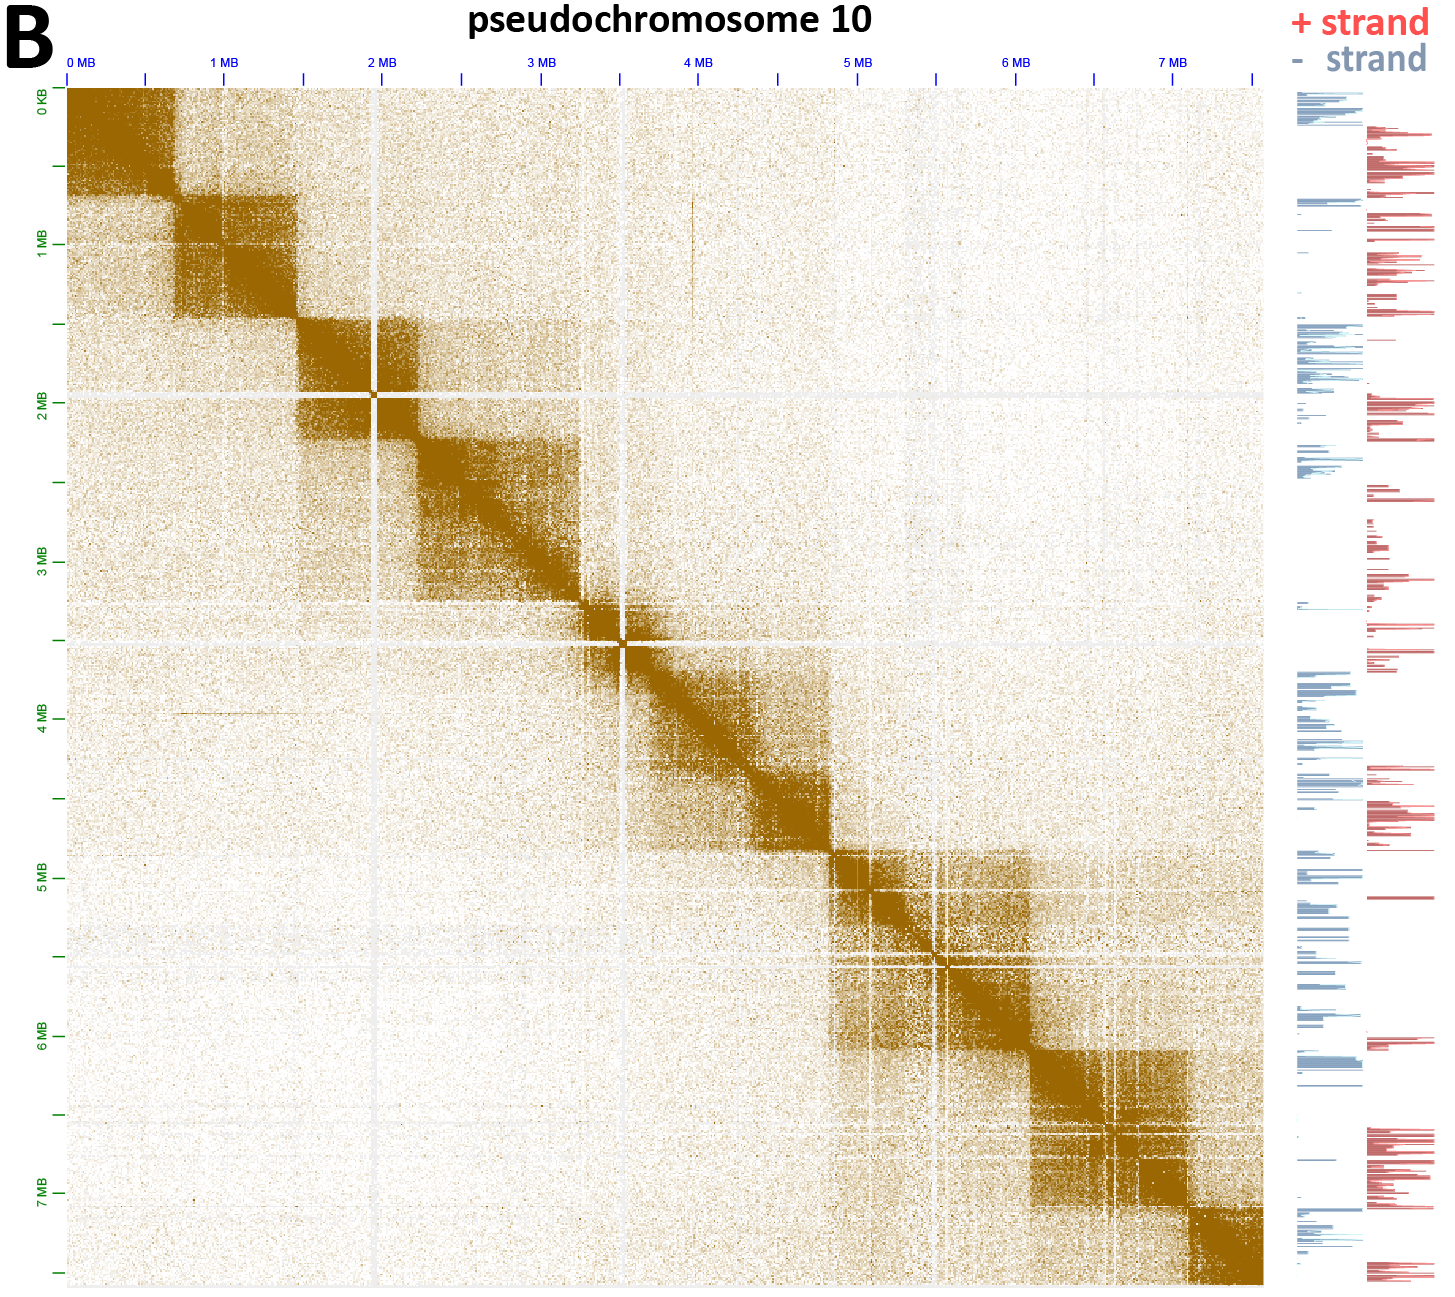 B
pseudochromosome 10
+ strand
- strand
0 MB 1 MB 2 MB 3 MB 4 MB 5 MB 6 MB 7 MB
0 KB
1 MB
2 MB
3 MB
4 MB
5 MB
6 MB
7 MB